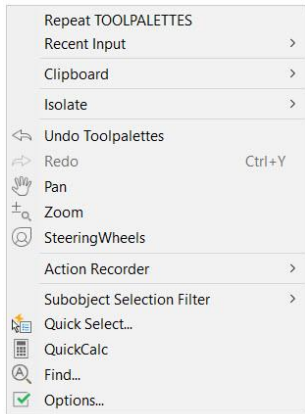 Repeat TOOLPALETTES
Recent Input >
Clipboard >
Isolate >
Undo Toolpalettes
Redo Ctrl+Y
Pan
Zoom
SteeringWheels
Action Recorder >
Subobject Selection Filter >
Quick Select...
QuickCalc
Find...
Options...